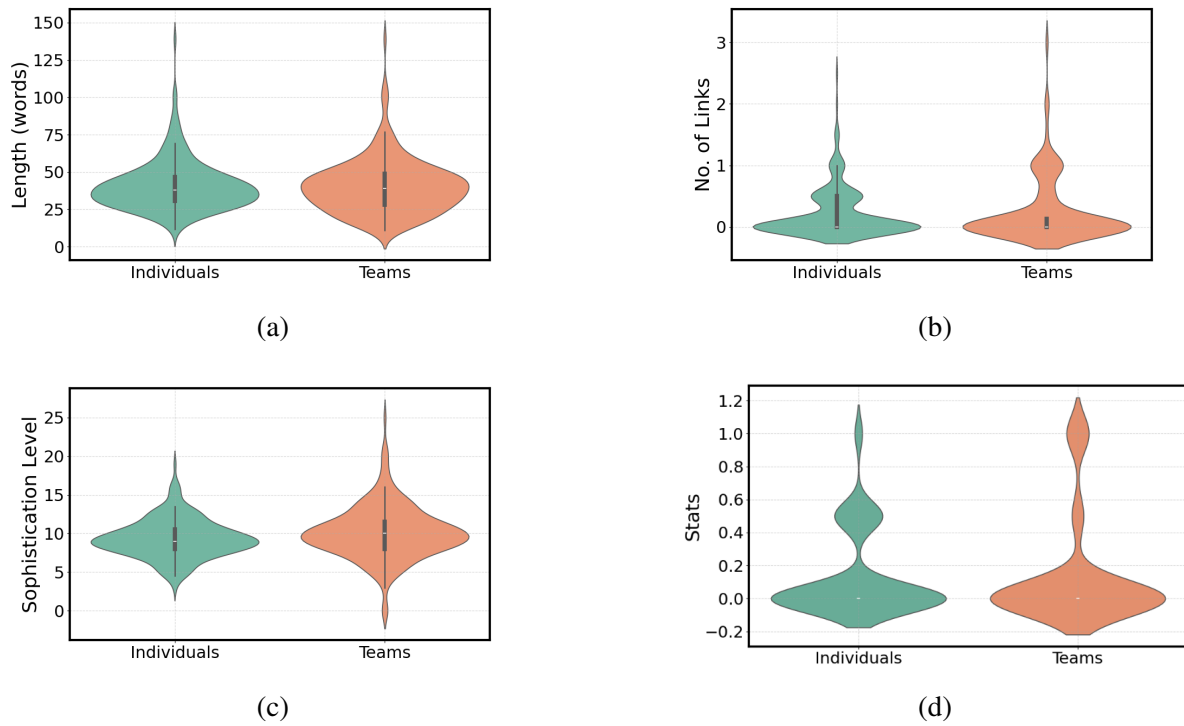 150
125
100
75
50
25
0
Length (words)
Individuals Teams
(a)
3
2
1
0
No. of Links
Individuals Teams
(b)
25
20
15
10
5
0
Sophistication Level
Individuals Teams
(c)
1.2
1.0
0.8
0.6
0.4
0.2
0.0
−0.2
Stats
Individuals Teams
(d)